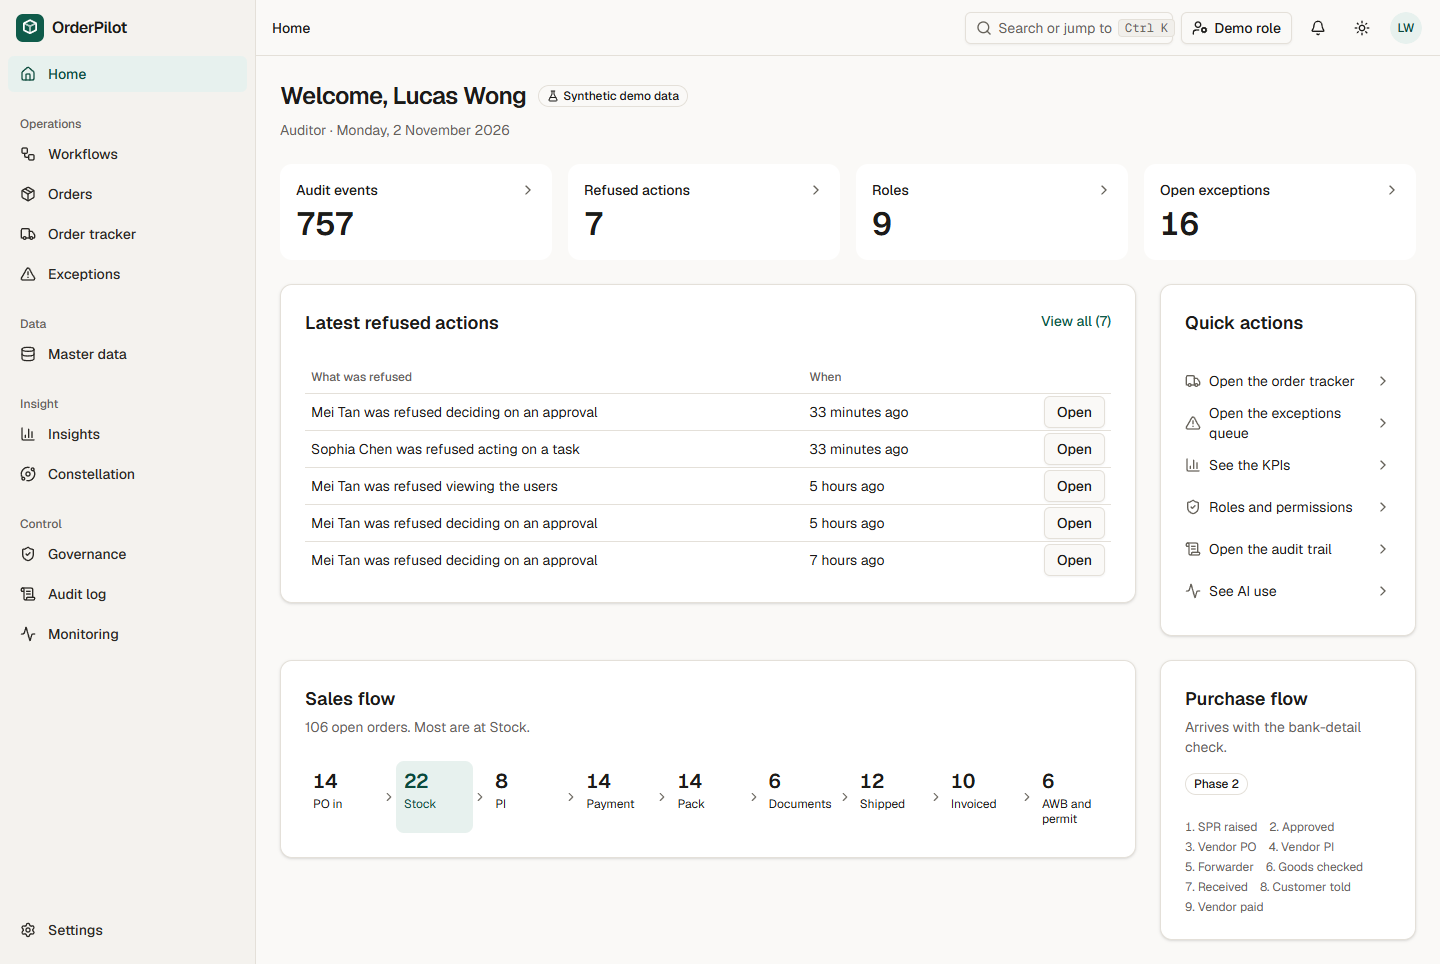 OrderPilot
Home
Search or jump to Ctrl K
Demo role
LW
Home
Operations
Workflows
Orders
Order tracker
Exceptions
Data
Master data
Insight
Insights
Constellation
Control
Governance
Audit log
Monitoring
Settings
Welcome, Lucas Wong
Synthetic demo data
Auditor · Monday, 2 November 2026
Audit events
757
Refused actions
7
Roles
9
Open exceptions
16
Latest refused actions
View all (7)
What was refused When
Mei Tan was refused deciding on an approval 33 minutes ago Open
Sophia Chen was refused acting on a task 33 minutes ago Open
Mei Tan was refused viewing the users 5 hours ago Open
Mei Tan was refused deciding on an approval 5 hours ago Open
Mei Tan was refused deciding on an approval 7 hours ago Open
Quick actions
Open the order tracker
Open the exceptions
queue
See the KPIs
Roles and permissions
Open the audit trail
See AI use
Sales flow
106 open orders. Most are at Stock.
14
PO in
22
Stock
8
PI
14
Payment
14
Pack
6
Documents
12
Shipped
10
Invoiced
6
AWB and
permit
Purchase flow
Arrives with the bank-detail
check.
Phase 2
1. SPR raised 2. Approved
3. Vendor PO 4. Vendor PI
5. Forwarder 6. Goods checked
7. Received 8. Customer told
9. Vendor paid